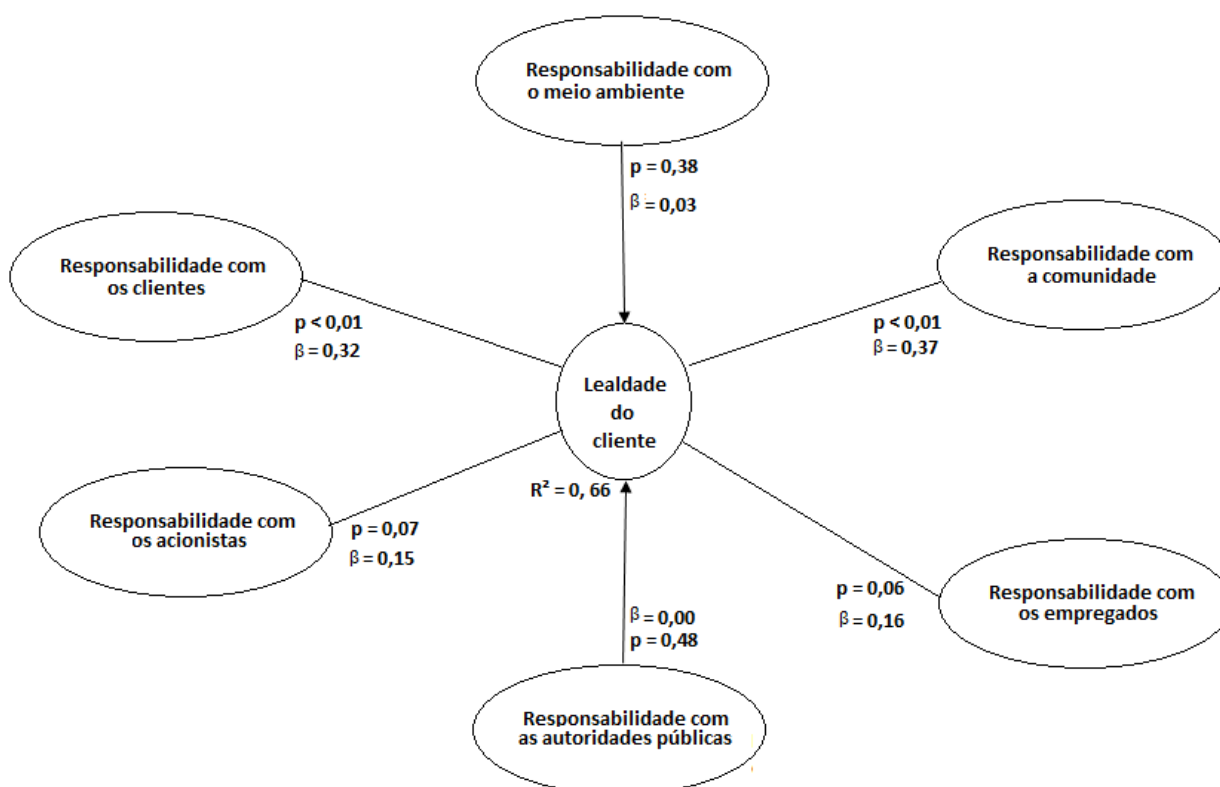 Responsabilidade com
o meio ambiente
p = 0,38
β = 0,03
Responsabilidade com
os clientes
p < 0,01
β = 0,32
Responsabilidade com
a comunidade
p < 0,01
β = 0,37
Lealdade
do
cliente
R² = 0, 66
Responsabilidade com
os acionistas
p = 0,07
β = 0,15
Responsabilidade com
os empregados
p = 0,06
β = 0,16
β = 0,00
p = 0,48
Responsabilidade com
as autoridades públicas